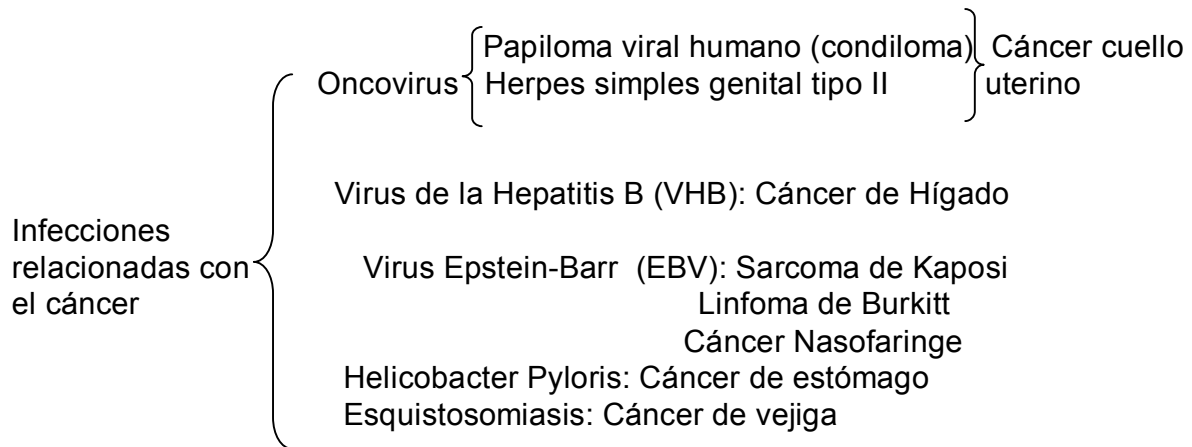 Papiloma viral humano (condiloma) Cáncer cuello
Oncovirus Herpes simples genital tipo II uterino
Virus de la Hepatitis B (VHB): Cáncer de Hígado
Infecciones
relacionadas con
el cáncer
Virus Epstein-Barr (EBV): Sarcoma de Kaposi
Linfoma de Burkitt
Cáncer Nasofaringe
Helicobacter Pyloris: Cáncer de estómago
Esquistosomiasis: Cáncer de vejiga